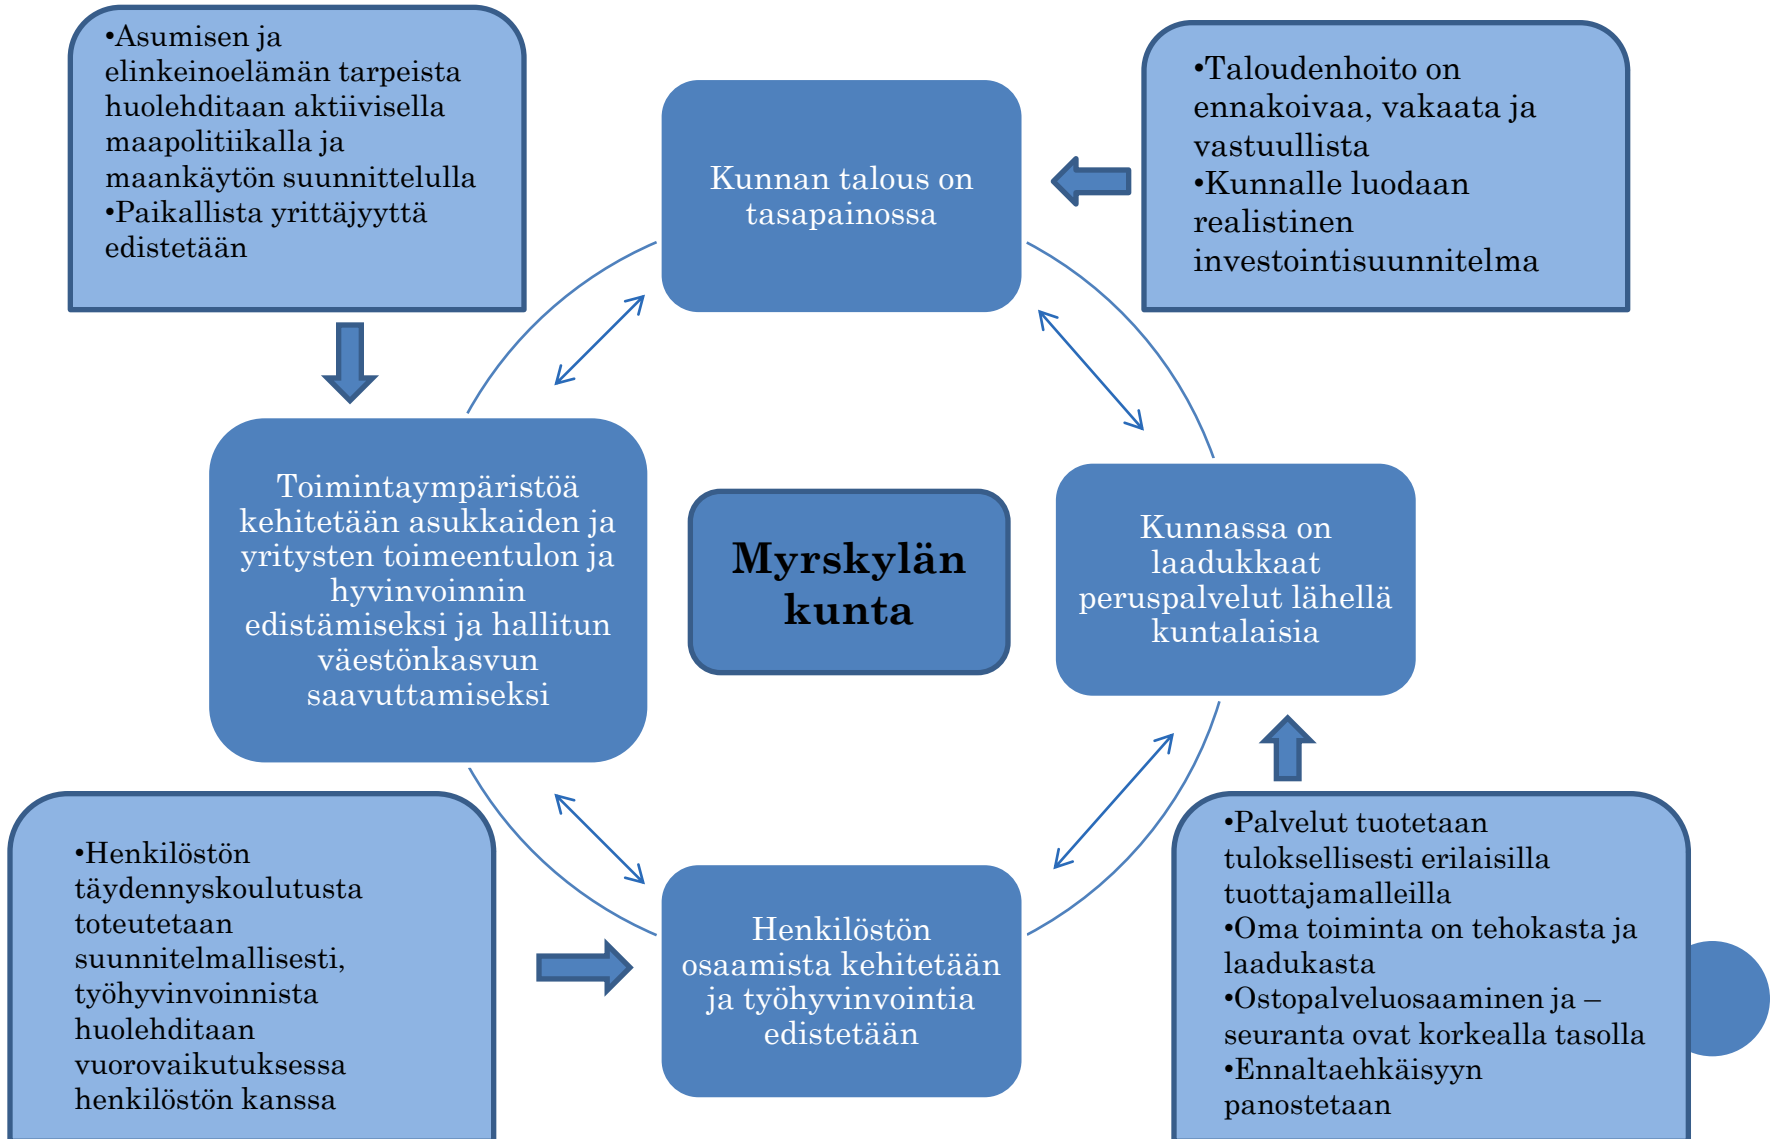 •Asumisen ja
elinkeinoelämän tarpeista
huolehditaan aktiivisella
maapolitiikalla ja
maankäytön suunnittelulla
•Paikallista yrittäjyyttä
edistetään
Kunnan talous on
tasapainossa
•Taloudenhoito on
ennakoivaa, vakaata ja
vastuullista
•Kunnalle luodaan
realistinen
investointisuunnitelma
Toimintaympäristöä
kehitetään asukkaiden ja
yritysten toimeentulon ja
hyvinvoinnin
edistämiseksi ja hallitun
väestönkasvun
saavuttamiseksi
Myrskylän
kunta
Kunnassa on
laadukkaat
peruspalvelut lähellä
kuntalaisia
•Henkilöstön
täydennyskoulutusta
toteutetaan
suunnitelmallisesti,
työhyvinvoinnista
huolehditaan
vuorovaikutuksessa
henkilöstön kanssa
Henkilöstön
osaamista kehitetään
ja työhyvinvointia
edistetään
•Palvelut tuotetaan
tuloksellisesti erilaisilla
tuottajamalleilla
•Oma toiminta on tehokasta ja
laadukasta
•Ostopalveluosaaminen ja –
seuranta ovat korkealla tasolla
•Ennaltaehkäisyyn
panostetaan